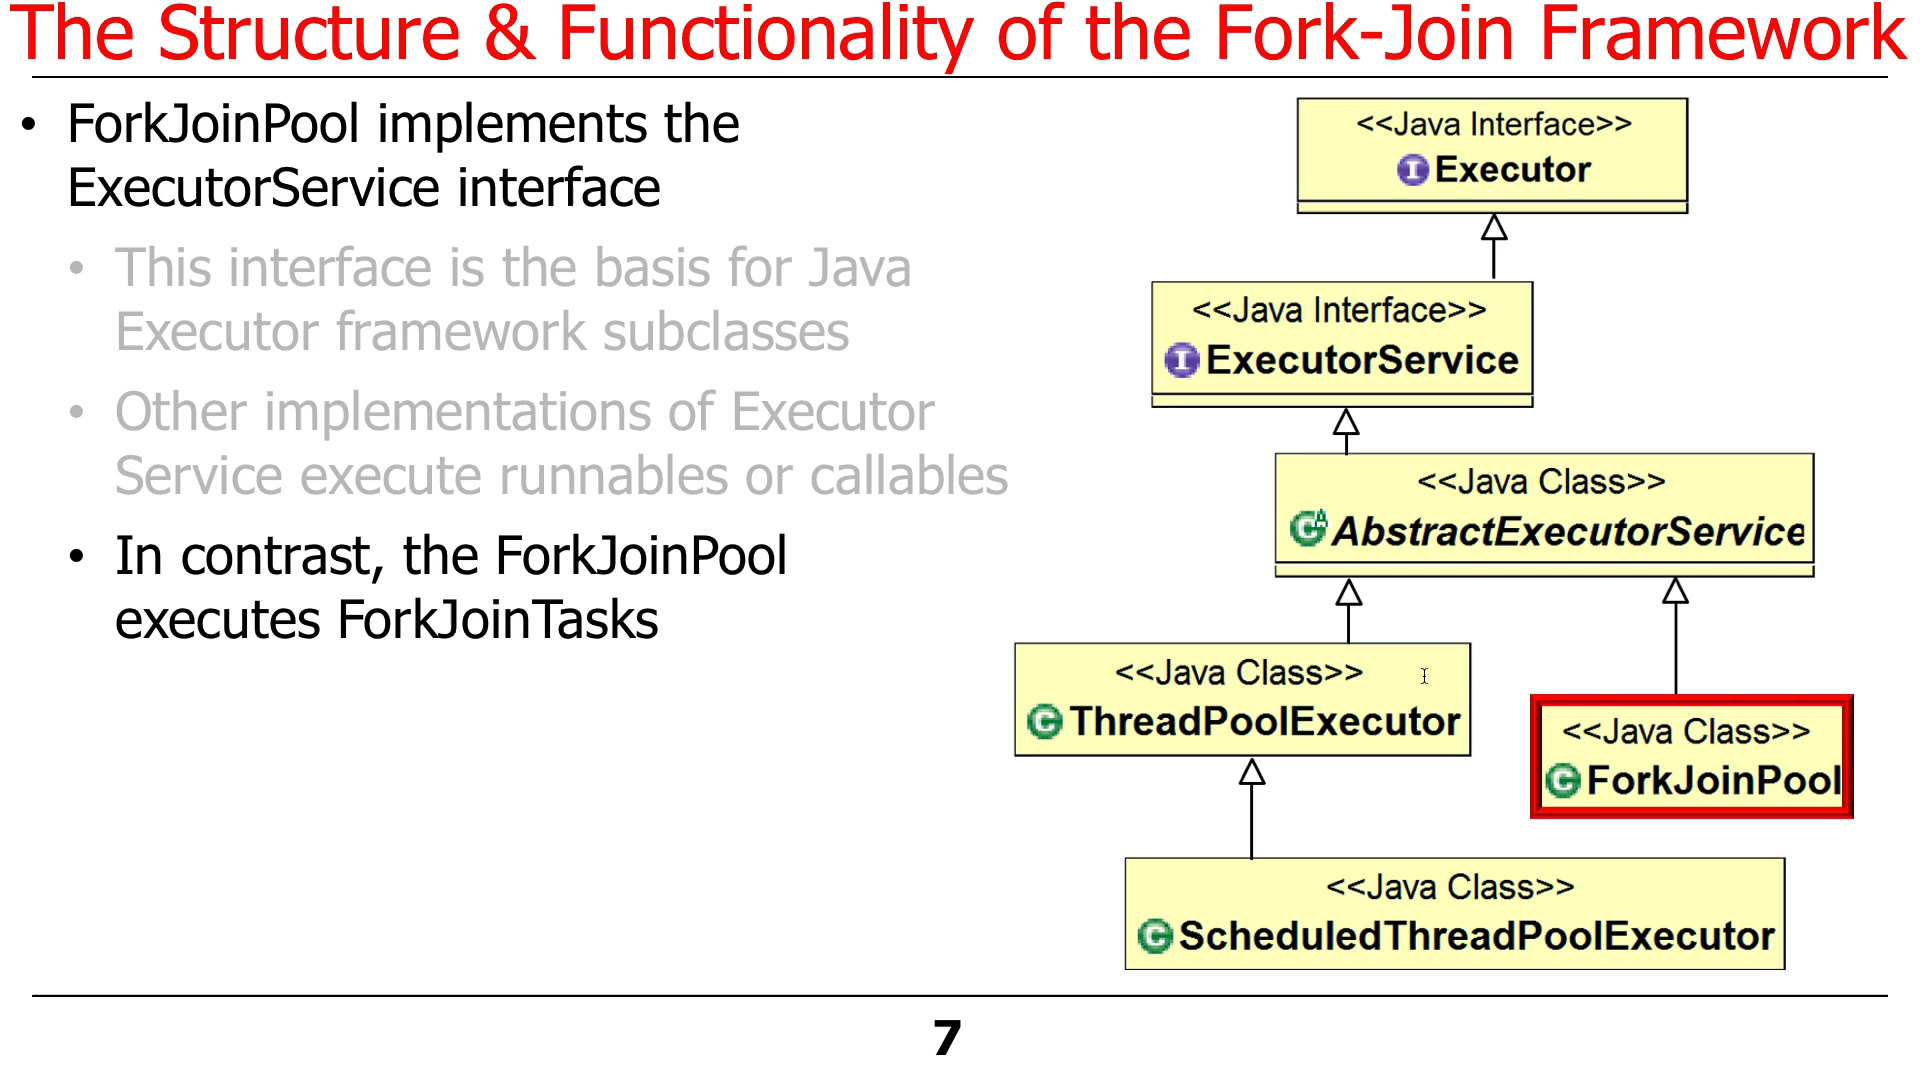 The Structure & Functionality of the Fork-Join Framework
• ForkJoinPool implements the
ExecutorService interface
• This interface is the basis for Java
Executor framework subclasses
• Other implementations of Executor
Service execute runnables or callables
• In contrast, the ForkJoinPool
executes ForkJoinTasks
<<Java Interface>>
I Executor
<<Java Interface>>
I ExecutorService
<<Java Class>>
C A AbstractExecutorService
<<Java Class>>
C ThreadPoolExecutor
<<Java Class>>
C ForkJoinPool
<<Java Class>>
C ScheduledThreadPoolExecutor
7